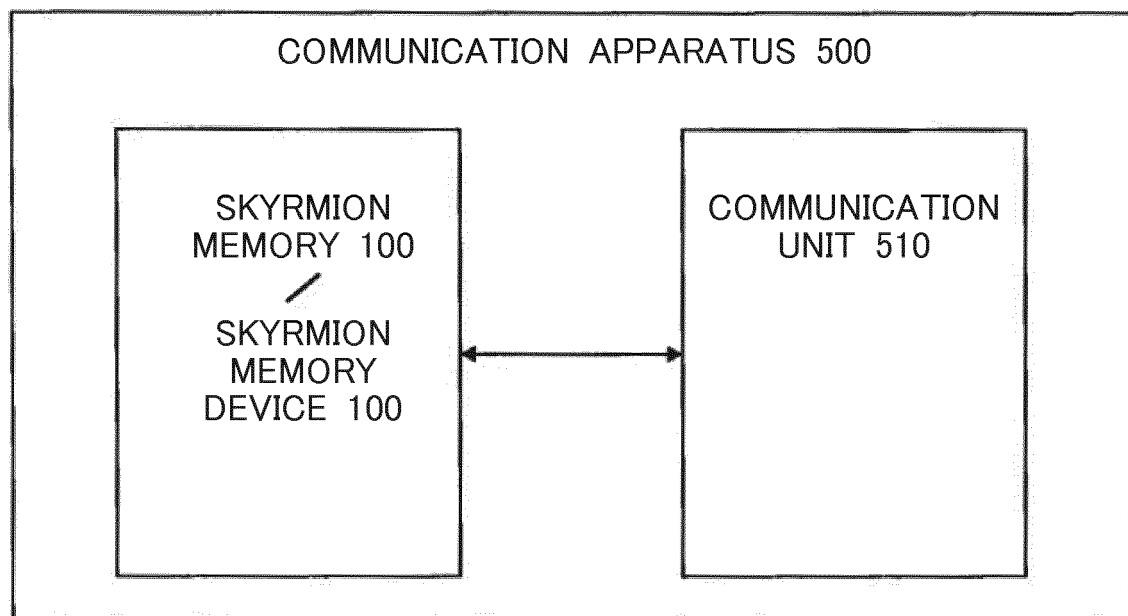 COMMUNICATION APPARATUS 500
SKYRMION
MEMORY 100
/
SKYRMION
MEMORY
DEVICE 100
COMMUNICATION
UNIT 510